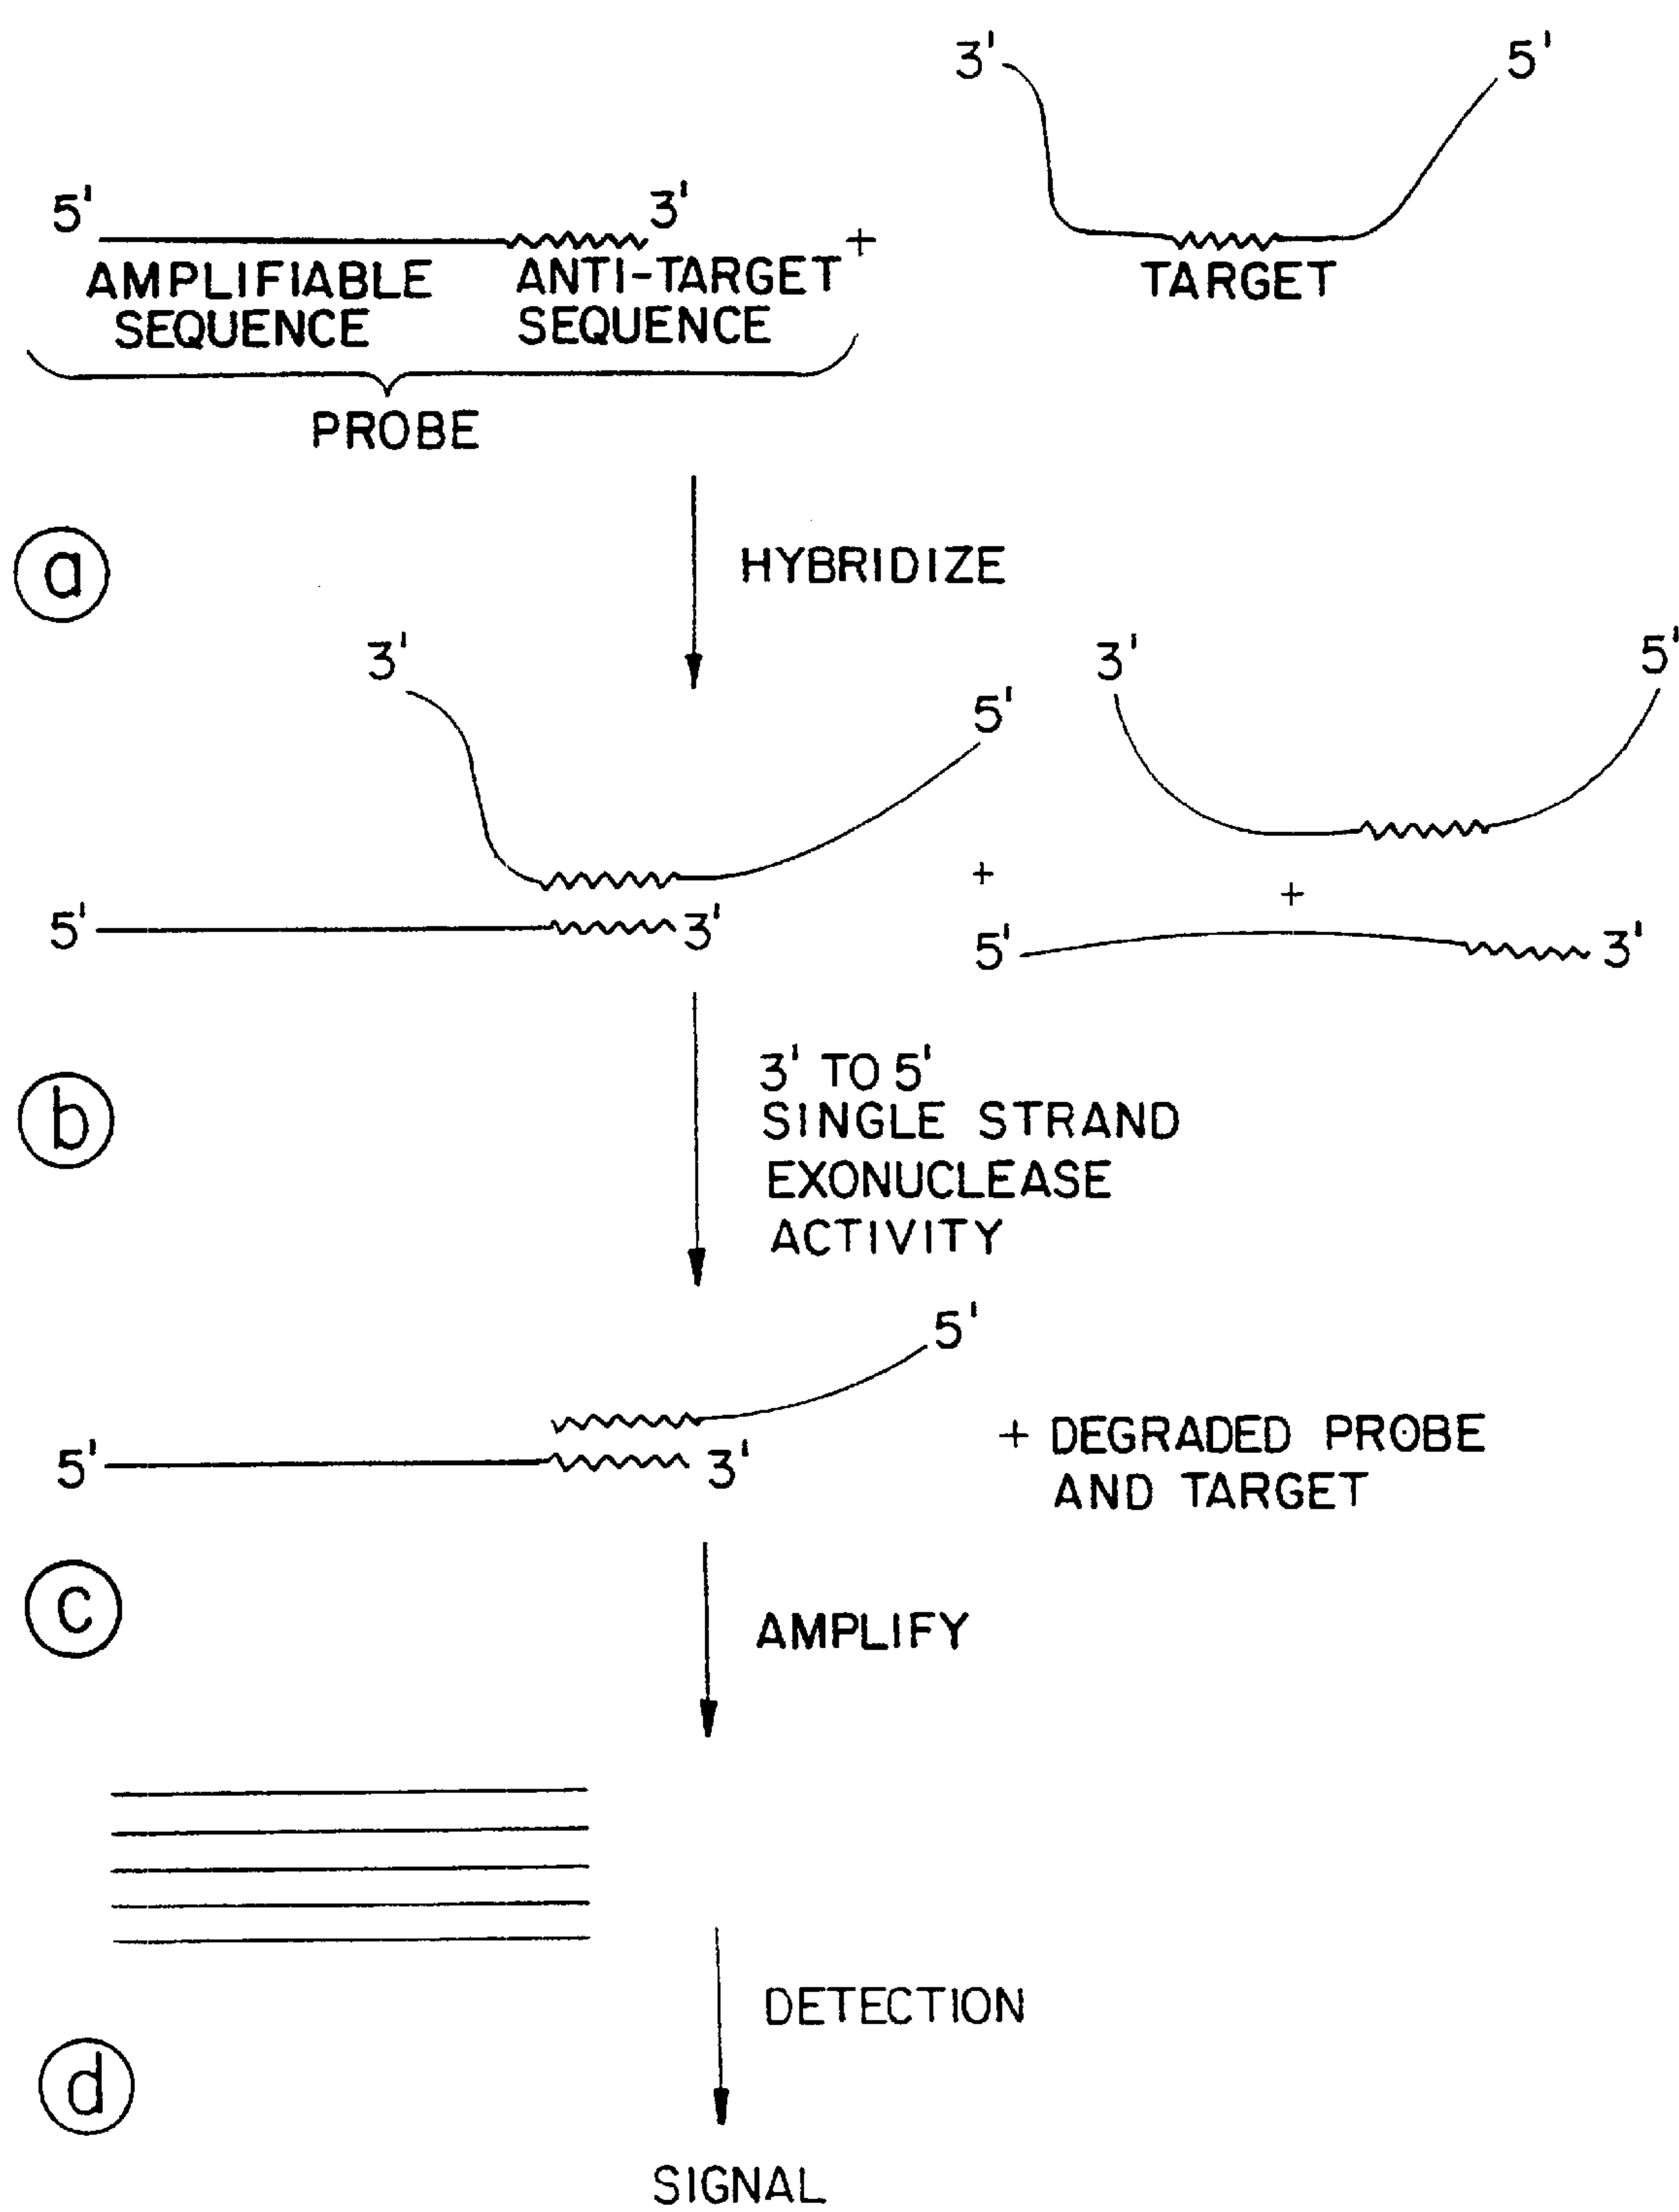 3' 5'
5' 3'
+
AMPLIFIABLE ANTI-TARGET
SEQUENCE SEQUENCE
TARGET
PROBE
a
HYBRIDIZE
3' 5'
3' 5'
+
+
5' 3'
5' 3'
b
3' TO 5'
SINGLE STRAND
EXONUCLEASE
ACTIVITY
5'
5' 3'
+ DEGRADED PROBE
AND TARGET
c
AMPLIFY
DETECTION
d
SIGNAL